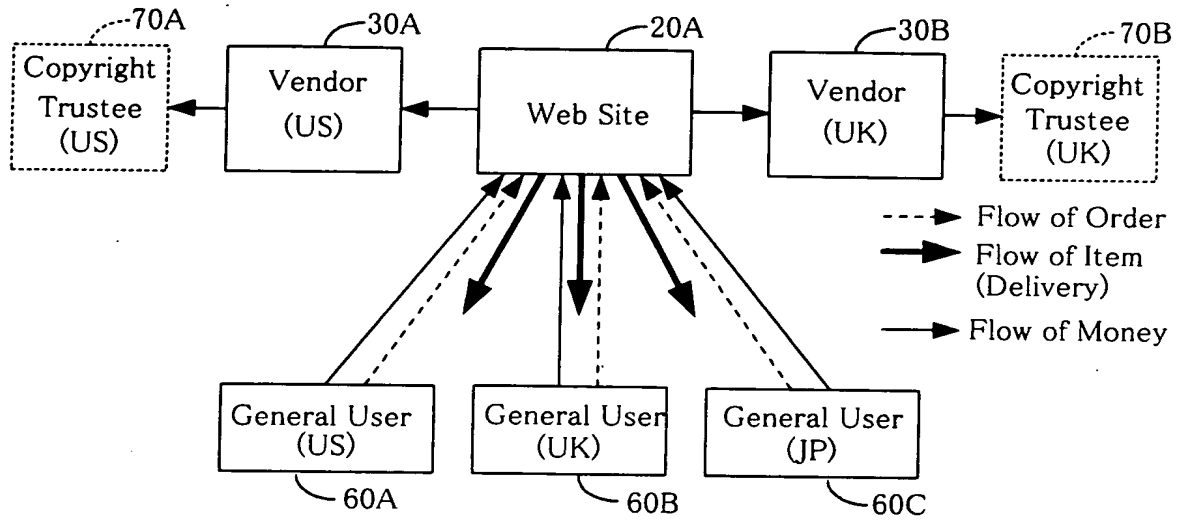 70A
30A
20A
30B
70B
Copyright
Trustee
(US)
Vendor
(US)
Web Site
Vendor
(UK)
Copyright
Trustee
(UK)
Flow of Order
Flow of Item
(Delivery)
Flow of Money
General User
(US)
General User
(UK)
General User
(JP)
60A
60B
60C